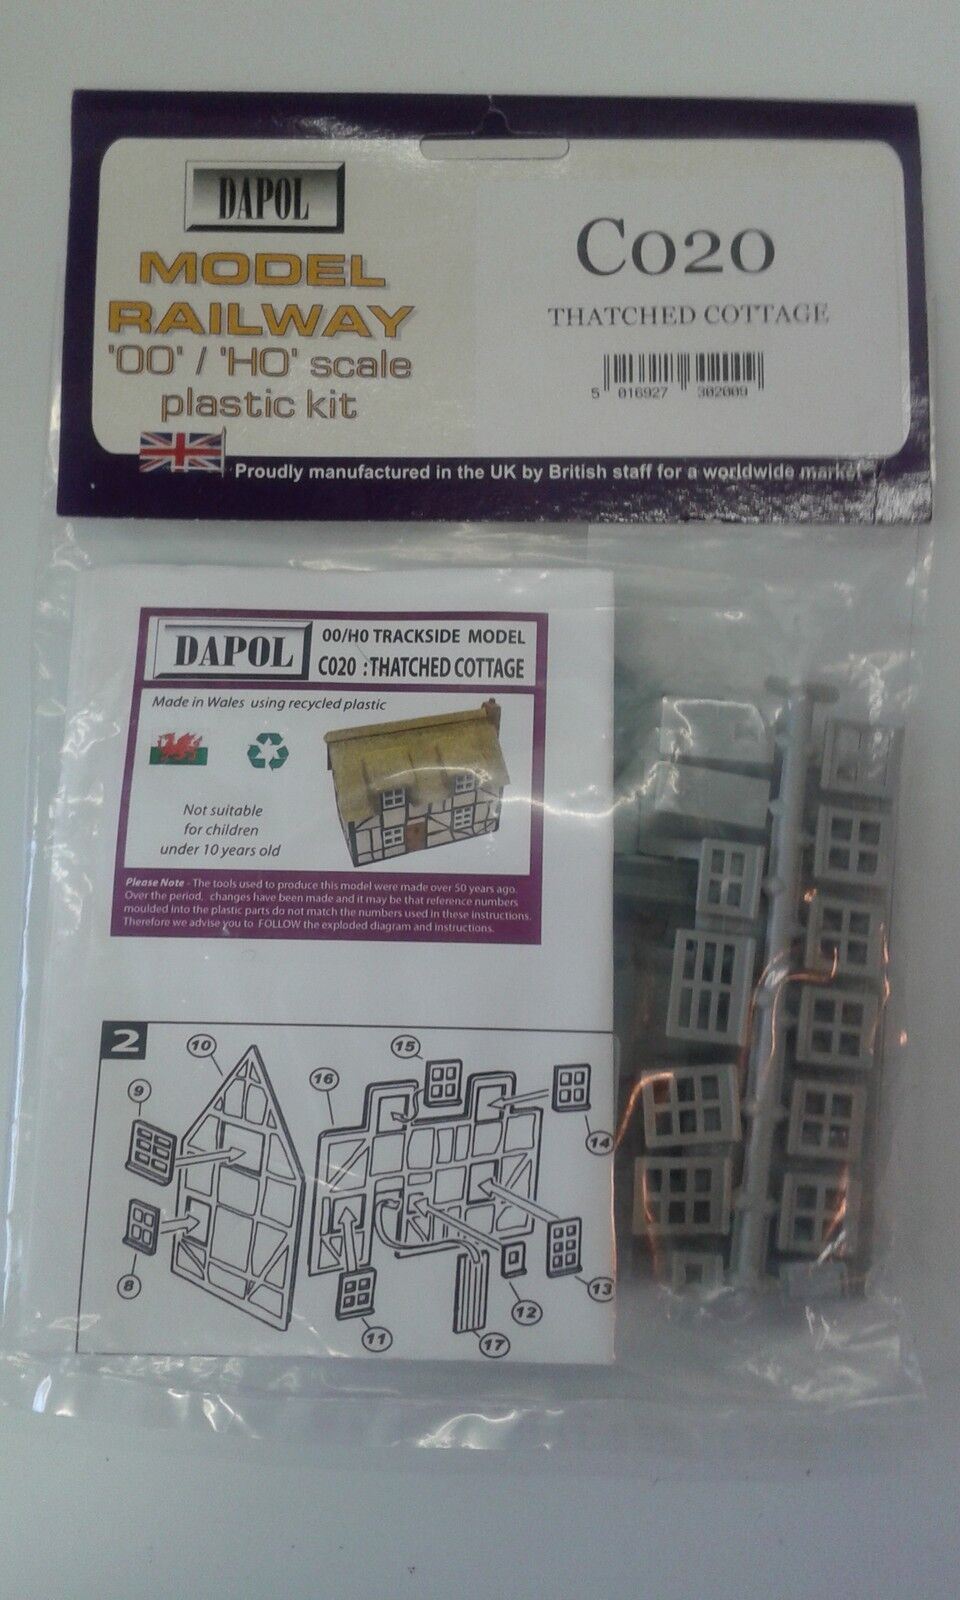 DAPOL
MODEL
RAILWAY
'OO' / 'HO' scale
plastic kit
C020
THATCHED COTTAGE
5 016927 302009
Proudly manufactured in the UK by British staff for a worldwide market
DAPOL
00/H0 TRACKSIDE MODEL
C020 : THATCHED COTTAGE
Made in Wales using recycled plastic
Not suitable
for children
under 10 years old
Please Note - The tools used to produce this model were made over 50 years ago.
Over the period, changes have been made and it may be that reference numbers
moulded into the plastic parts do not match the numbers used in these instructions.
Therefore we advise you to FOLLOW the exploded diagram and instructions.
2
10
15
16
9
14
8
11
12
13
17